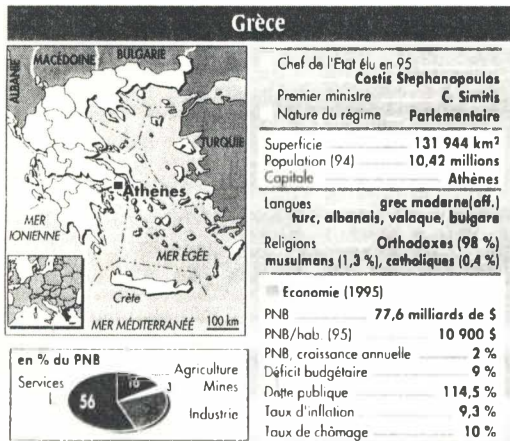 Grèce
BULGARIE
MACÉDOINE
ALBANIE
TURQUIE
Athènes
MER
IONIENNE
MER ÉGÉE
Crète
MER MÉDITERRANÉE
100 km
en % du PNB
Services
56
Agriculture
Mines
Industrie
Chef de l'Etat élu en 95
Costis Stephanopoulos
Premier ministre C. Simitis
Nature du régime Parlementaire
Superficie 131 944 km²
Population (94) 10,42 millions
Capitale Athènes
Langues grec moderne(off.)
turc, albanais, valaque, bulgare
Religions Orthodoxes (98 %)
musulmans (1,3 %), catholiques (0,4 %)
Economie (1995)
PNB 77,6 milliards de $
PNB/hab. (95) 10 900 $
PNB, croissance annuelle 2 %
Déficit budgétaire 9 %
Dette publique 114,5 %
Taux d'inflation 9,3 %
Taux de chômage 10 %